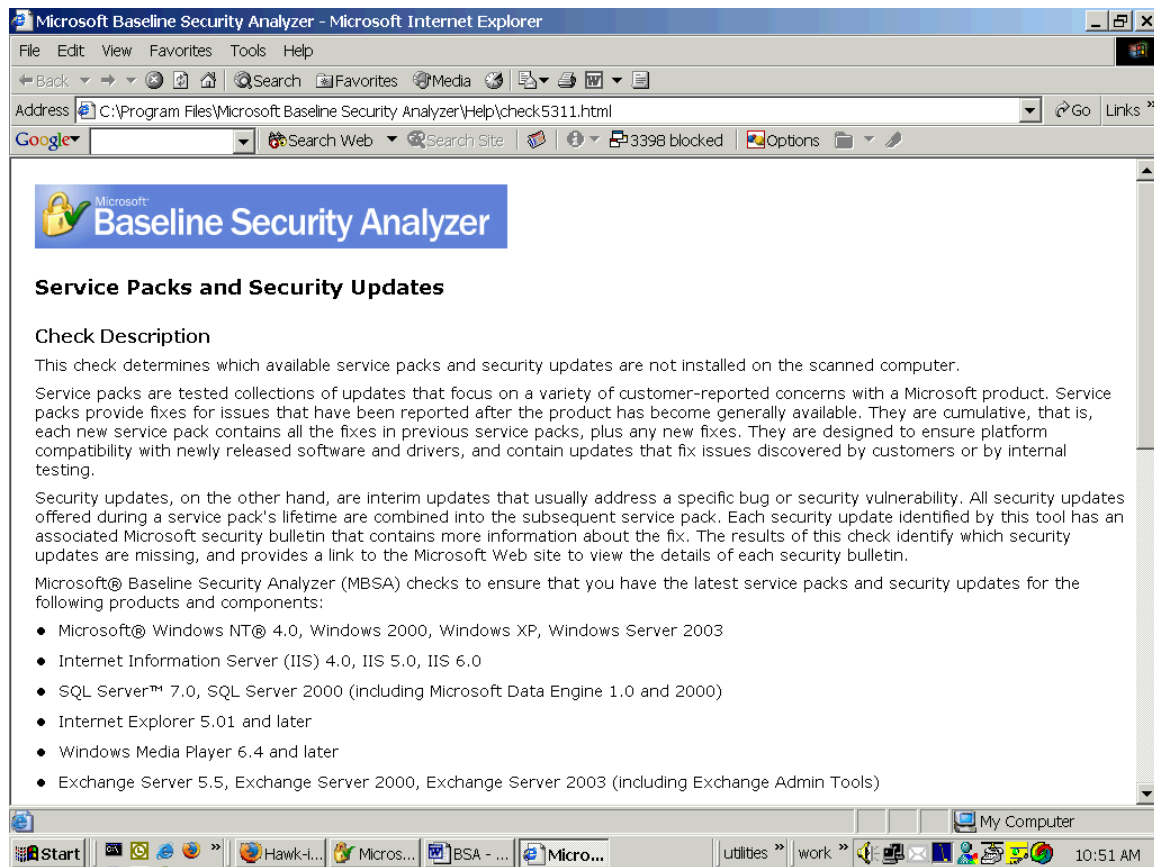 Microsoft Baseline Security Analyzer - Microsoft Internet Explorer
File Edit View Favorites Tools Help
Back Search Favorites Media
Address C:\Program Files\Microsoft Baseline Security Analyzer\Help\check5311.html Go Links »
Google Search Web Search Site 3398 blocked Options
Microsoft
Baseline Security Analyzer
Service Packs and Security Updates
Check Description
This check determines which available service packs and security updates are not installed on the scanned computer.
Service packs are tested collections of updates that focus on a variety of customer-reported concerns with a Microsoft product. Service
packs provide fixes for issues that have been reported after the product has become generally available. They are cumulative, that is,
each new service pack contains all the fixes in previous service packs, plus any new fixes. They are designed to ensure platform
compatibility with newly released software and drivers, and contain updates that fix issues discovered by customers or by internal
testing.
Security updates, on the other hand, are interim updates that usually address a specific bug or security vulnerability. All security updates
offered during a service pack's lifetime are combined into the subsequent service pack. Each security update identified by this tool has an
associated Microsoft security bulletin that contains more information about the fix. The results of this check identify which security
updates are missing, and provides a link to the Microsoft Web site to view the details of each security bulletin.
Microsoft® Baseline Security Analyzer (MBSA) checks to ensure that you have the latest service packs and security updates for the
following products and components:
• Microsoft® Windows NT® 4.0, Windows 2000, Windows XP, Windows Server 2003
• Internet Information Server (IIS) 4.0, IIS 5.0, IIS 6.0
• SQL Server™ 7.0, SQL Server 2000 (including Microsoft Data Engine 1.0 and 2000)
• Internet Explorer 5.01 and later
• Windows Media Player 6.4 and later
• Exchange Server 5.5, Exchange Server 2000, Exchange Server 2003 (including Exchange Admin Tools)
My Computer
Start » Hawk-i... Micros... BSA - ... Micro... utilities » work » 10:51 AM